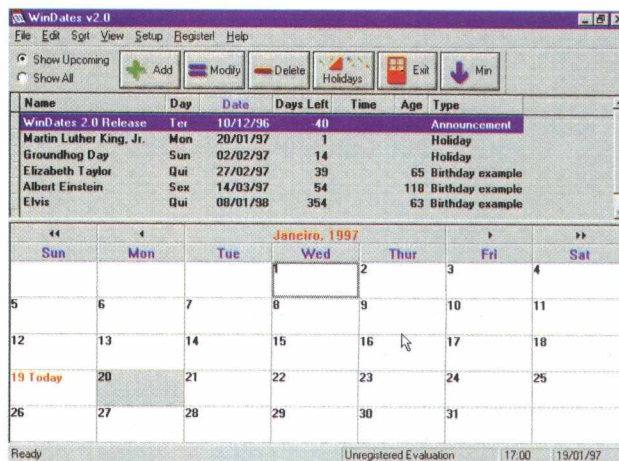 WinDates v2.0
File Edit Sort View Setup Register! Help
Show Upcoming
Show All
Add
Modify
Delete
Holidays
Exit
Min
Name Day Date Days Left Time Age Type
WinDates 2.0 Release Ter 10/12/96 -40 Announcement
Martin Luther King, Jr. Mon 20/01/97 1 Holiday
Groundhog Day Sun 02/02/97 14 Holiday
Elizabeth Taylor Qui 27/02/97 39 65 Birthday example
Albert Einstein Sex 14/03/97 54 118 Birthday example
Elvis Qui 08/01/98 354 63 Birthday example
Janeiro, 1997
Sun Mon Tue Wed Thur Fri Sat
1 2 3 4
5 6 7 8 9 10 11
12 13 14 15 16 17 18
19 Today 20 21 22 23 24 25
26 27 28 29 30 31
Ready Unregistered Evaluation 17.00 19/01/97